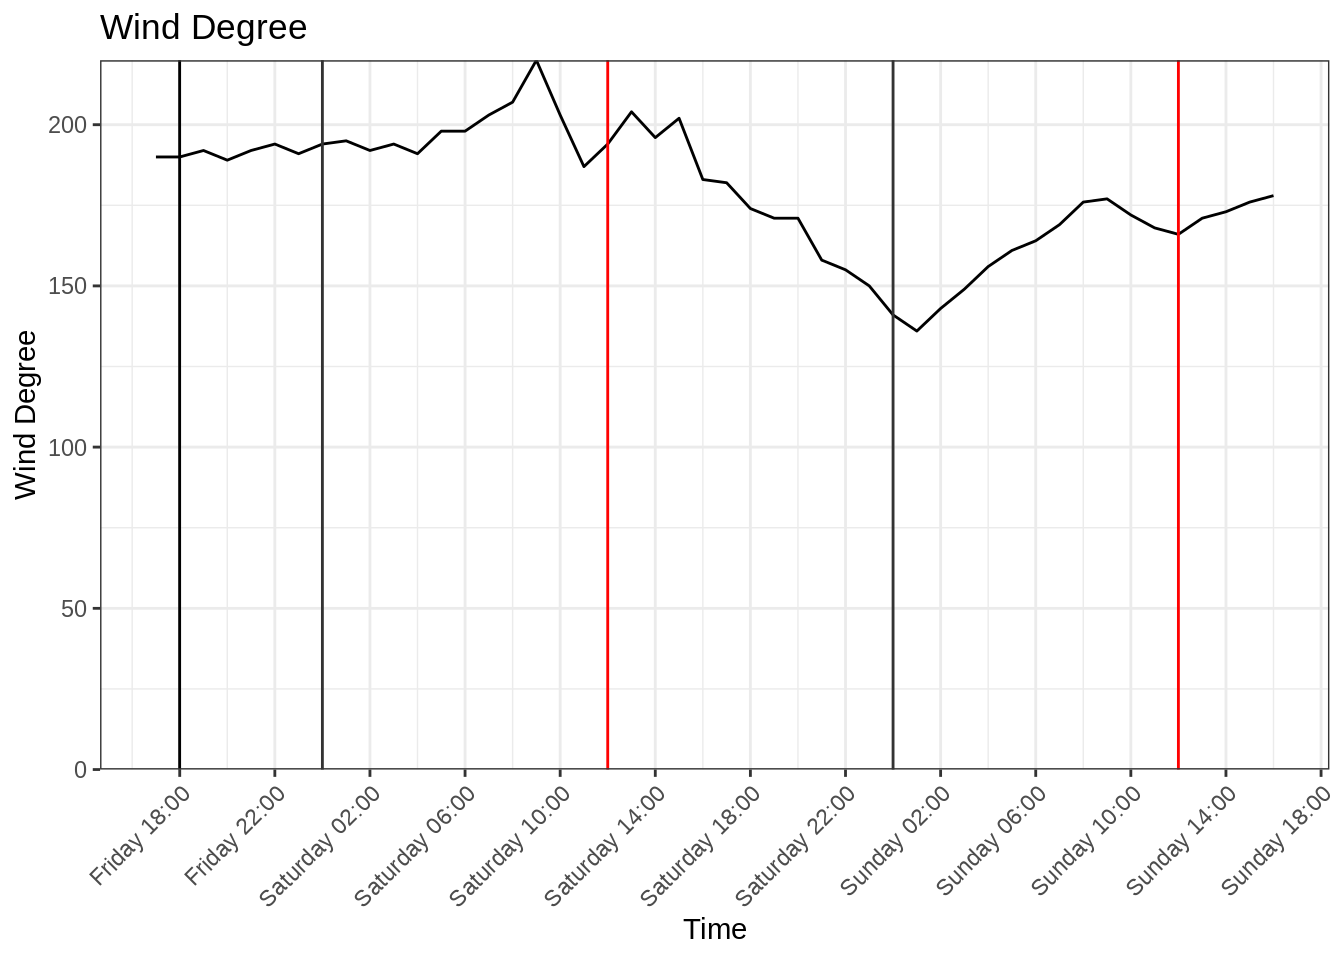 Wind Degree
Wind Degree
200
150
100
50
0
Friday 18:00
Friday 22:00
Saturday 02:00
Saturday 06:00
Saturday 10:00
Saturday 14:00
Saturday 18:00
Saturday 22:00
Sunday 02:00
Sunday 06:00
Sunday 10:00
Sunday 14:00
Sunday 18:00
Time